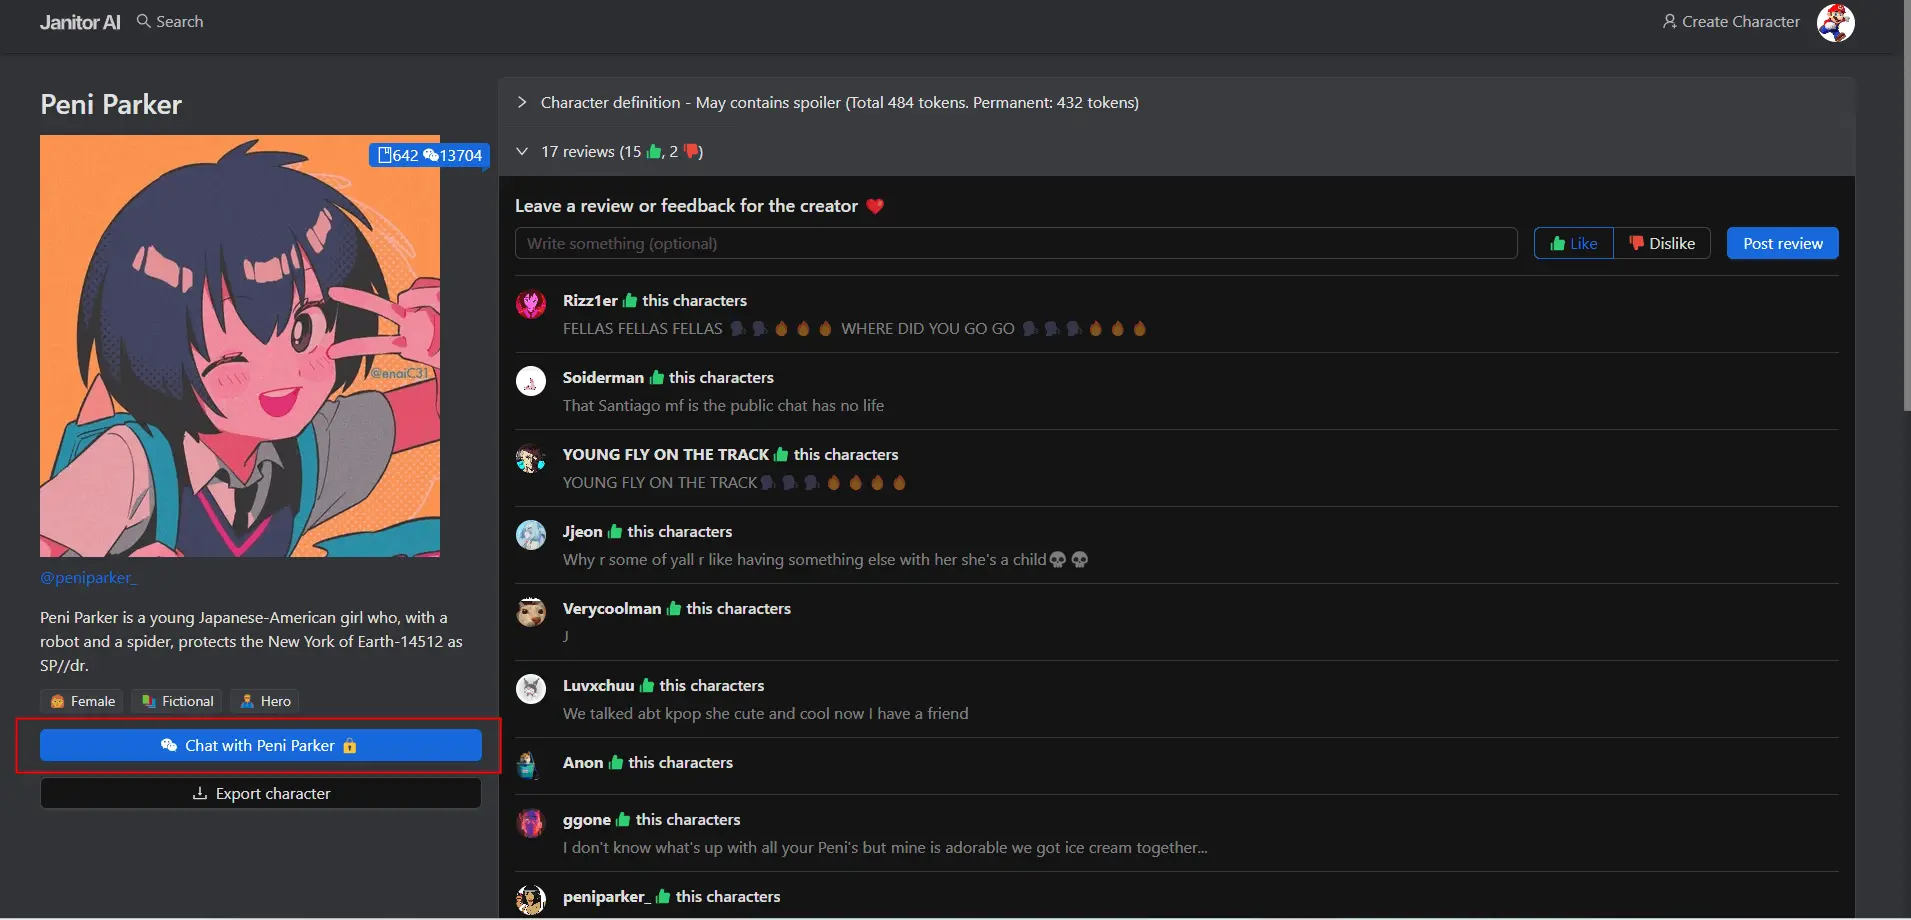 Janitor AI
Search
Create Character
Peni Parker
642 13704
@enaiC31
@peniparker_
Peni Parker is a young Japanese-American girl who, with a
robot and a spider, protects the New York of Earth-14512 as
SP//dr.
Female Fictional Hero
Chat with Peni Parker
Export character
Character definition - May contains spoiler (Total 484 tokens. Permanent: 432 tokens)
17 reviews (15 👍, 2 👎)
Leave a review or feedback for the creator ❤️
Write something (optional)
Like
Dislike
Post review
Rizz1er 👍 this characters
FELLAS FELLAS FELLAS 🗣️🗣️🔥🔥🔥 WHERE DID YOU GO GO 🗣️🗣️🗣️🔥🔥🔥
Soiderman 👍 this characters
That Santiago mf is the public chat has no life
YOUNG FLY ON THE TRACK 👍 this characters
YOUNG FLY ON THE TRACK🗣️🗣️🗣️🔥🔥🔥🔥
Jjeon 👍 this characters
Why r some of yall r like having something else with her she's a child💀💀
Verycoolman 👍 this characters
J
Luvxchuu 👍 this characters
We talked abt kpop she cute and cool now I have a friend
Anon 👍 this characters
ggone 👍 this characters
I don't know what's up with all your Peni's but mine is adorable we got ice cream together...
peniparker_ 👍 this characters